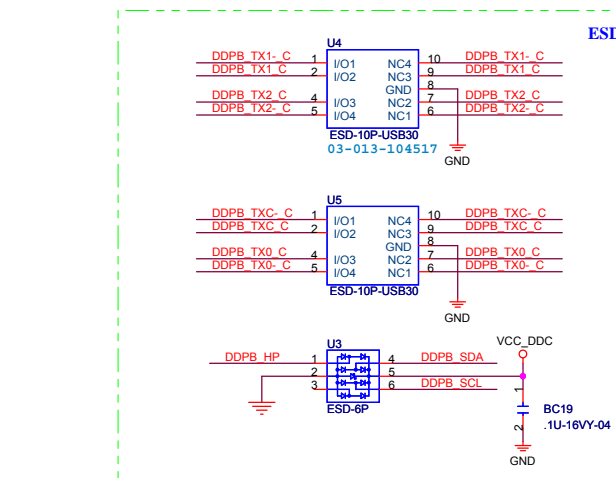 ESD
U4
DDPB_TX1-_C 1 I/O1 NC4 10 DDPB_TX1-_C
DDPB_TX1_C 2 I/O2 NC3 9 DDPB_TX1_C
GND 8
DDPB_TX2_C 4 I/O3 NC2 7 DDPB_TX2_C
DDPB_TX2-_C 5 I/O4 NC1 6 DDPB_TX2-_C
ESD-10P-USB30
03-013-104517
GND
U5
DDPB_TXC-_C 1 I/O1 NC4 10 DDPB_TXC-_C
DDPB_TXC_C 2 I/O2 NC3 9 DDPB_TXC_C
GND 8
DDPB_TX0_C 4 I/O3 NC2 7 DDPB_TX0_C
DDPB_TX0-_C 5 I/O4 NC1 6 DDPB_TX0-_C
ESD-10P-USB30
GND
U3
VCC_DDC
DDPB_HP 1 4 DDPB_SDA
2 5
3 6 DDPB_SCL
ESD-6P
1
BC19
.1U-16VY-04
2
GND